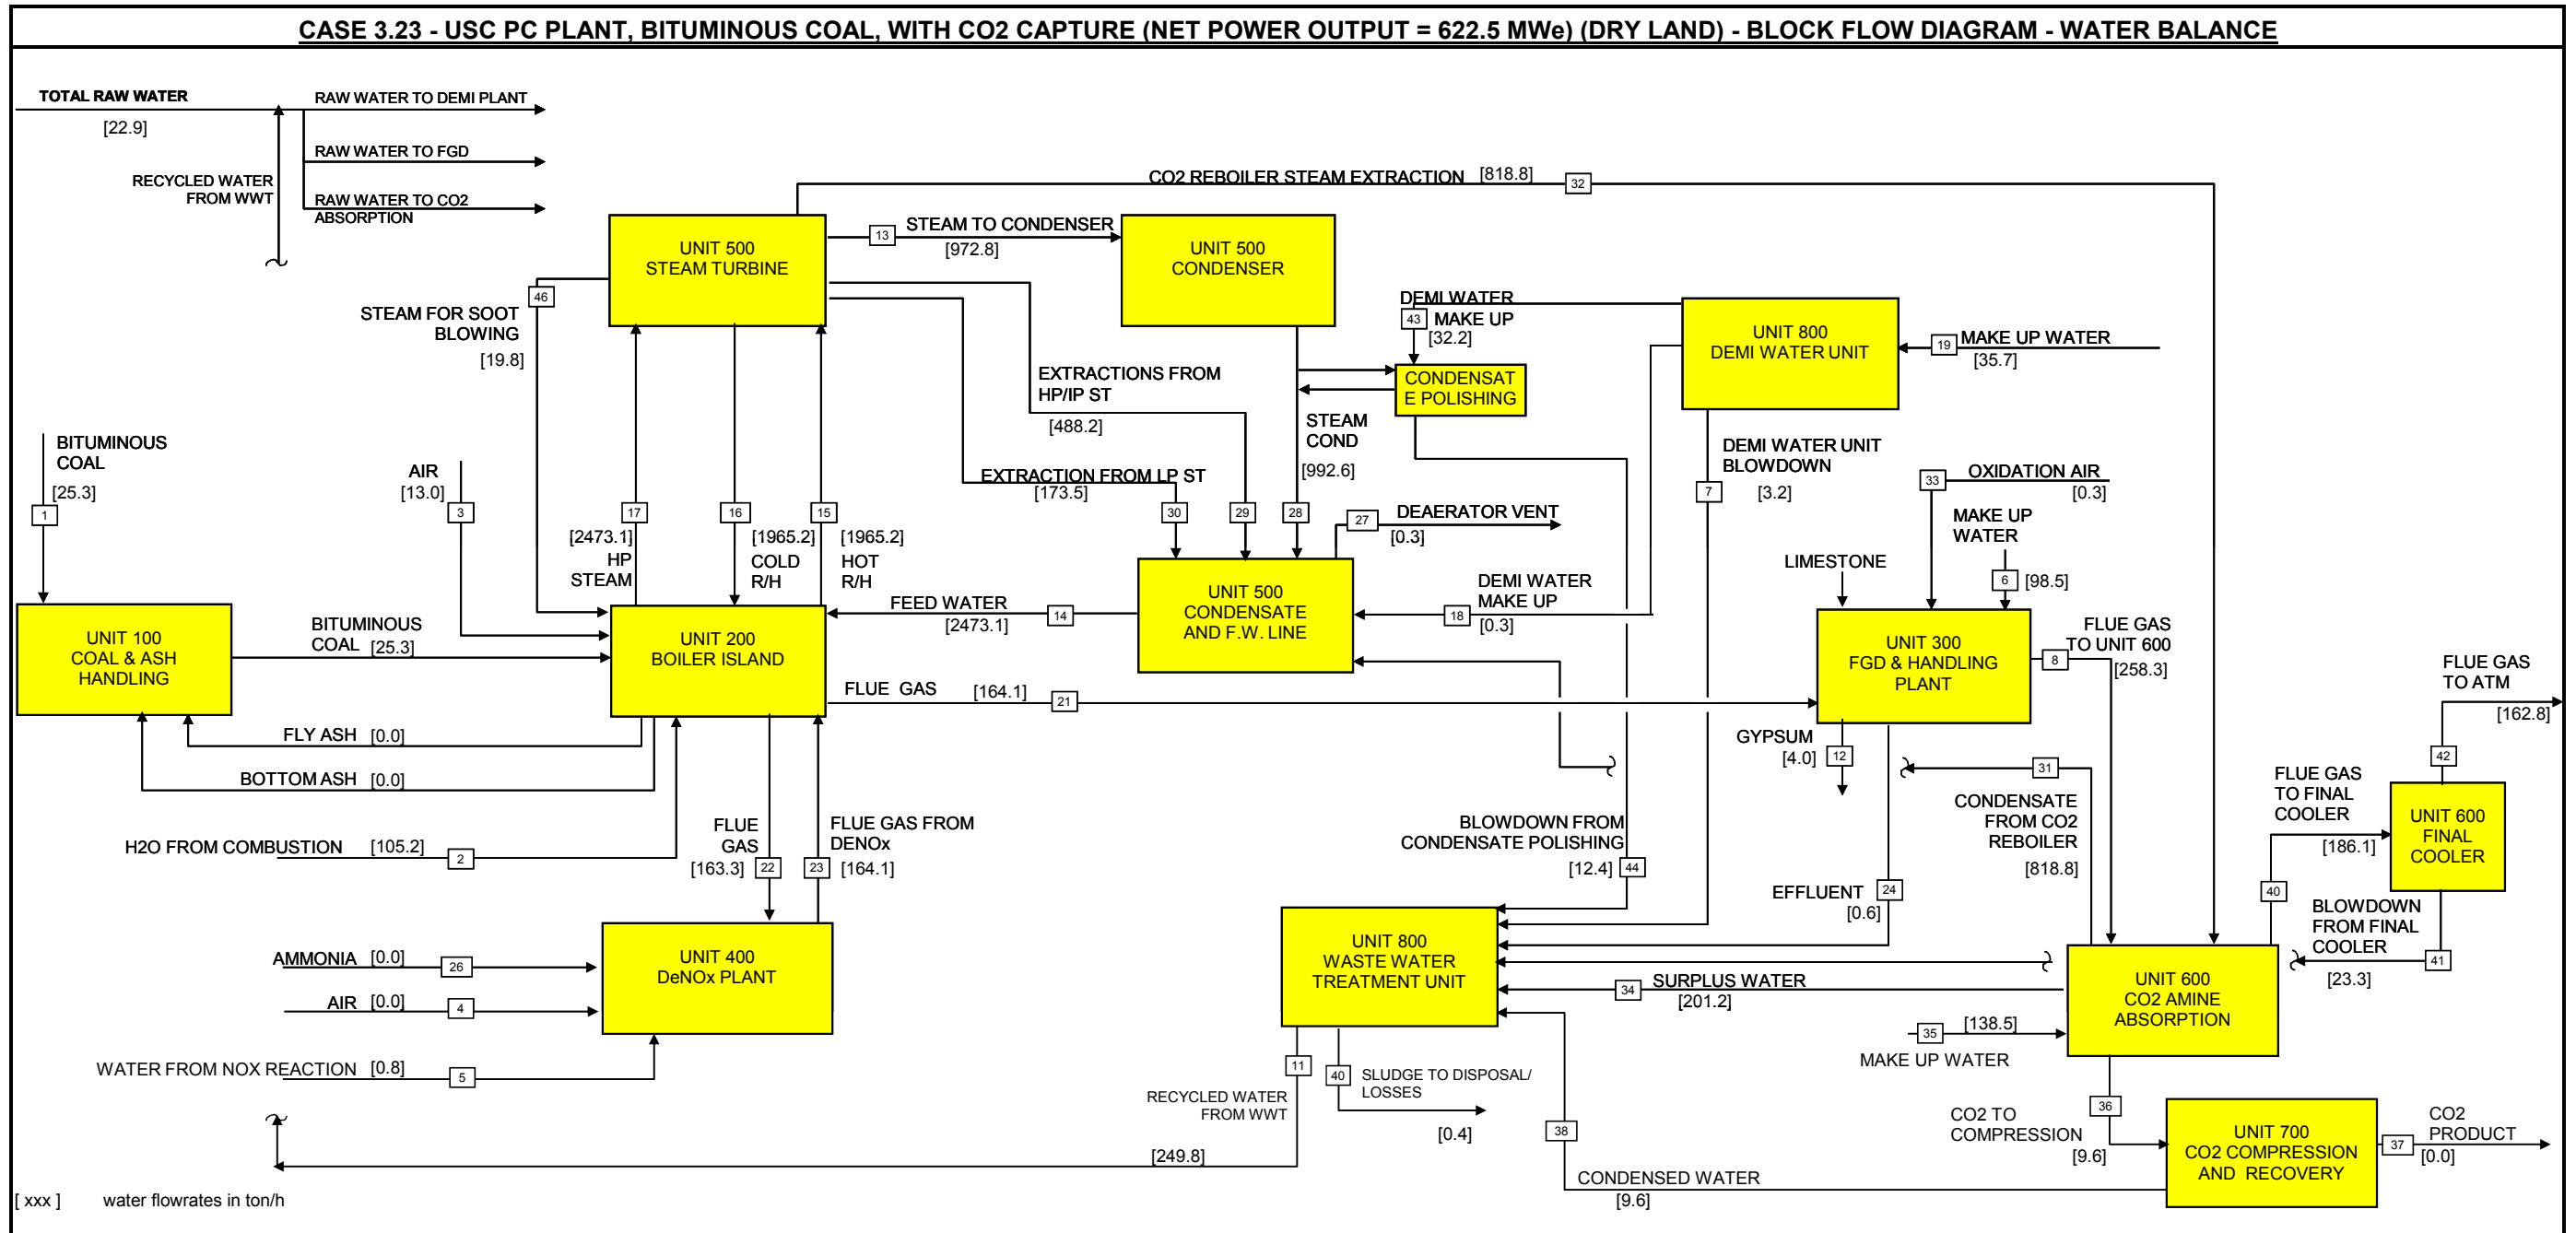 CASE 3.23 - USC PC PLANT, BITUMINOUS COAL, WITH CO2 CAPTURE (NET POWER OUTPUT = 622.5 MWe) (DRY LAND) - BLOCK FLOW DIAGRAM - WATER BALANCE
TOTAL RAW WATER
[22.9]
RAW WATER TO DEMI PLANT
RAW WATER TO FGD
RAW WATER TO CO2
ABSORPTION
RECYCLED WATER
FROM WWT
CO2 REBOILER STEAM EXTRACTION [818.8]
32
UNIT 500
STEAM TURBINE
13
STEAM TO CONDENSER
[972.8]
UNIT 500
CONDENSER
46
STEAM FOR SOOT
BLOWING
[19.8]
DEMI WATER
43
MAKE UP
[32.2]
UNIT 800
DEMI WATER UNIT
19
MAKE UP WATER
[35.7]
CONDENSAT
E POLISHING
EXTRACTIONS FROM
HP/IP ST
[488.2]
STEAM
COND
[992.6]
EXTRACTION FROM LP ST
[173.5]
DEMI WATER UNIT
BLOWDOWN
[3.2]
7
OXIDATION AIR
[0.3]
33
BITUMINOUS
COAL
[25.3]
1
AIR
[13.0]
3
17
[2473.1]
HP
STEAM
16
[1965.2]
COLD
R/H
15
[1965.2]
HOT
R/H
30
29
28
27
DEAERATOR VENT
[0.3]
MAKE UP
WATER
6
[98.5]
LIMESTONE
UNIT 100
COAL & ASH
HANDLING
BITUMINOUS
COAL [25.3]
UNIT 200
BOILER ISLAND
FEED WATER
[2473.1]
14
UNIT 500
CONDENSATE
AND F.W. LINE
DEMI WATER
MAKE UP
18
[0.3]
UNIT 300
FGD & HANDLING
PLANT
FLUE GAS
TO UNIT 600
8
[258.3]
FLUE GAS
TO ATM
[162.8]
FLUE GAS [164.1]
21
FLY ASH [0.0]
BOTTOM ASH [0.0]
GYPSUM
[4.0]
12
31
42
FLUE GAS
TO FINAL
COOLER
[186.1]
UNIT 600
FINAL
COOLER
CONDENSATE
FROM CO2
REBOILER
[818.8]
H2O FROM COMBUSTION [105.2]
2
FLUE
GAS
[163.3]
22
23
FLUE GAS FROM
DENOx
[164.1]
BLOWDOWN FROM
CONDENSATE POLISHING
[12.4]
44
EFFLUENT
24
[0.6]
40
BLOWDOWN
FROM FINAL
COOLER
41
[23.3]
AMMONIA [0.0]
26
AIR [0.0]
4
UNIT 400
DeNOx PLANT
UNIT 800
WASTE WATER
TREATMENT UNIT
34
SURPLUS WATER
[201.2]
UNIT 600
CO2 AMINE
ABSORPTION
35
[138.5]
MAKE UP WATER
WATER FROM NOX REACTION [0.8]
5
11
RECYCLED WATER
FROM WWT
40
SLUDGE TO DISPOSAL/
LOSSES
[0.4]
38
36
CO2 TO
COMPRESSION
[9.6]
UNIT 700
CO2 COMPRESSION
AND RECOVERY
37
CO2
PRODUCT
[0.0]
[249.8]
CONDENSED WATER
[9.6]
[ xxx ] water flowrates in ton/h